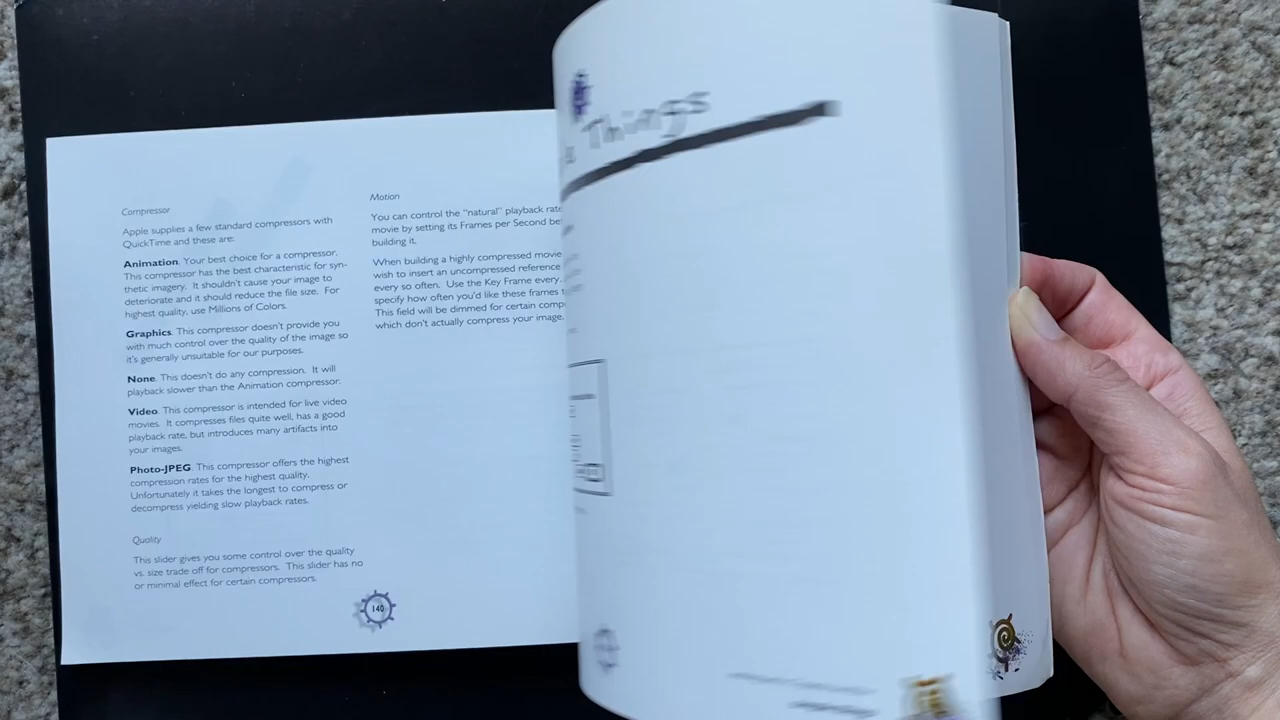 Compressor
Apple supplies a few standard compressors with
QuickTime and these are:
Animation. Your best choice for a compressor.
This compressor has the best characteristic for syn-
thetic imagery. It shouldn't cause your image to
deteriorate and it should reduce the file size. For
highest quality, use Millions of Colors.
Graphics. This compressor doesn't provide you
with much control over the quality of the image so
it's generally unsuitable for our purposes.
None. This doesn't do any compression. It will
playback slower than the Animation compressor.
Video. This compressor is intended for live video
movies. It compresses files quite well, has a good
playback rate, but introduces many artifacts into
your images.
Photo-JPEG. This compressor offers the highest
compression rates for the highest quality.
Unfortunately it takes the longest to compress or
decompress yielding slow playback rates.
Quality
This slider gives you some control over the quality
vs. size trade off for compressors. This slider has no
or minimal effect for certain compressors.
140
Motion
You can control the "natural" playback rate
movie by setting its Frames per Second be
building it.
When building a highly compressed movie
wish to insert an uncompressed reference
every so often. Use the Key Frame every.
specify how often you'd like these frames
This field will be dimmed for certain comp
which don't actually compress your image.
Things